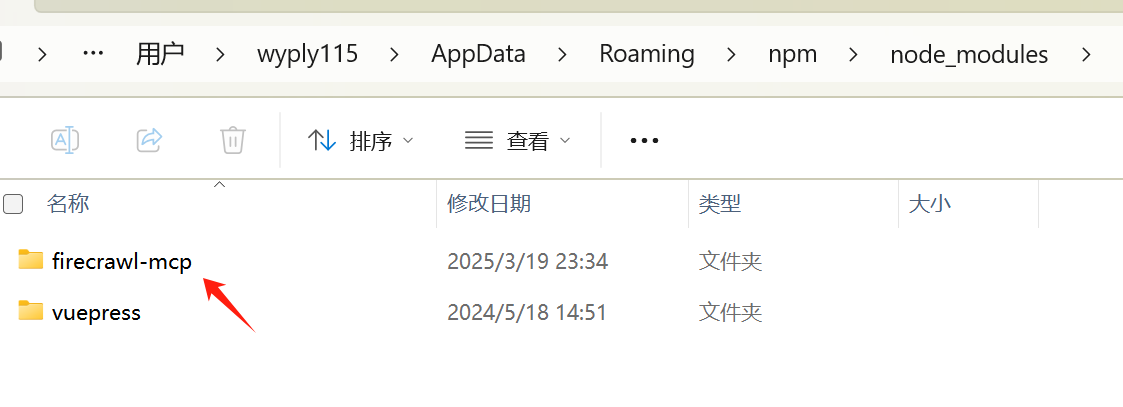 > ··· 用户 > wyply115 > AppData > Roaming > npm > node_modules >
排序 查看 ···
名称 修改日期 类型 大小
firecrawl-mcp 2025/3/19 23:34 文件夹
vuepress 2024/5/18 14:51 文件夹